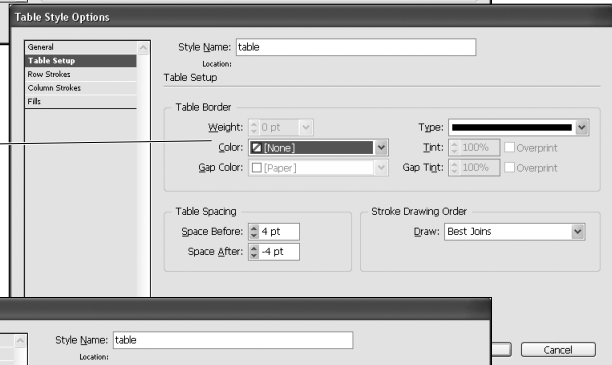 Table Style Options
General
Table Setup
Row Strokes
Column Strokes
Fills
Style Name: table
Location:
Table Setup
Table Border
Weight: 0 pt Type:
Color: [None] Tint: 100% Overprint
Gap Color: [Paper] Gap Tint: 100% Overprint
Table Spacing Stroke Drawing Order
Space Before: 4 pt Draw: Best Joins
Space After: -4 pt
Style Name: table
Location:
Cancel